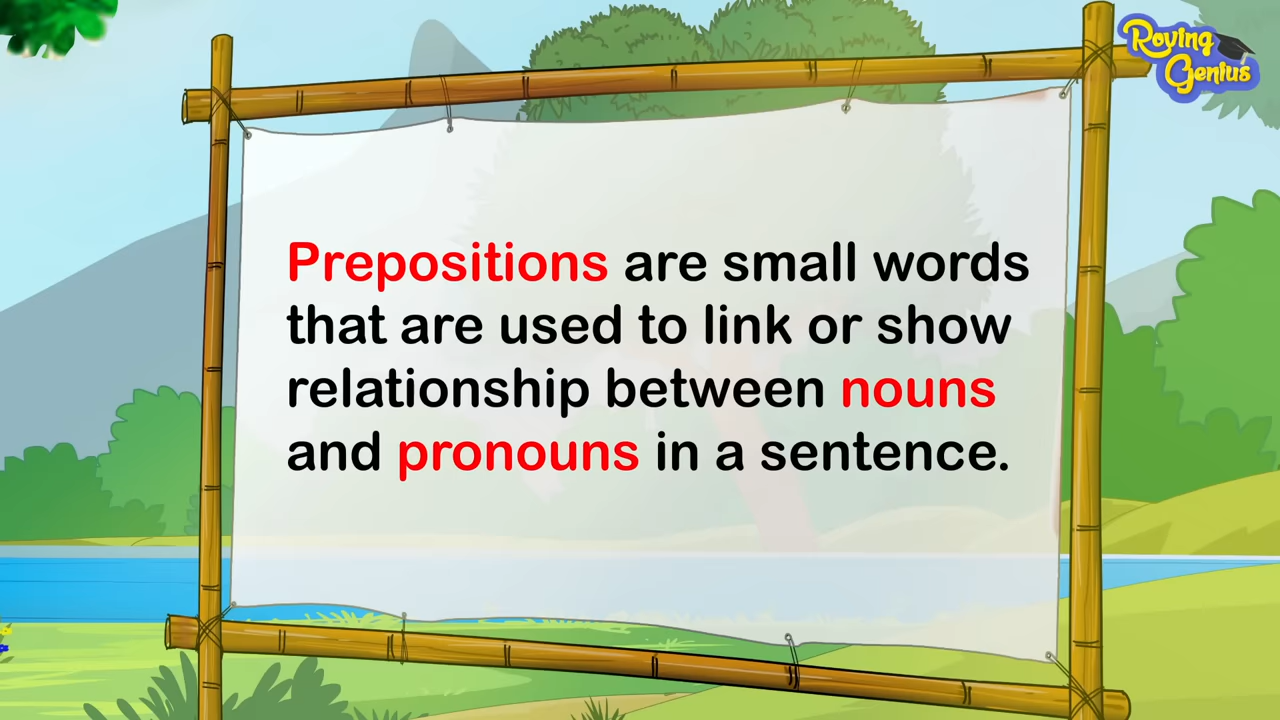 Roving
Genius
Prepositions are small words
that are used to link or show
relationship between nouns
and pronouns in a sentence.